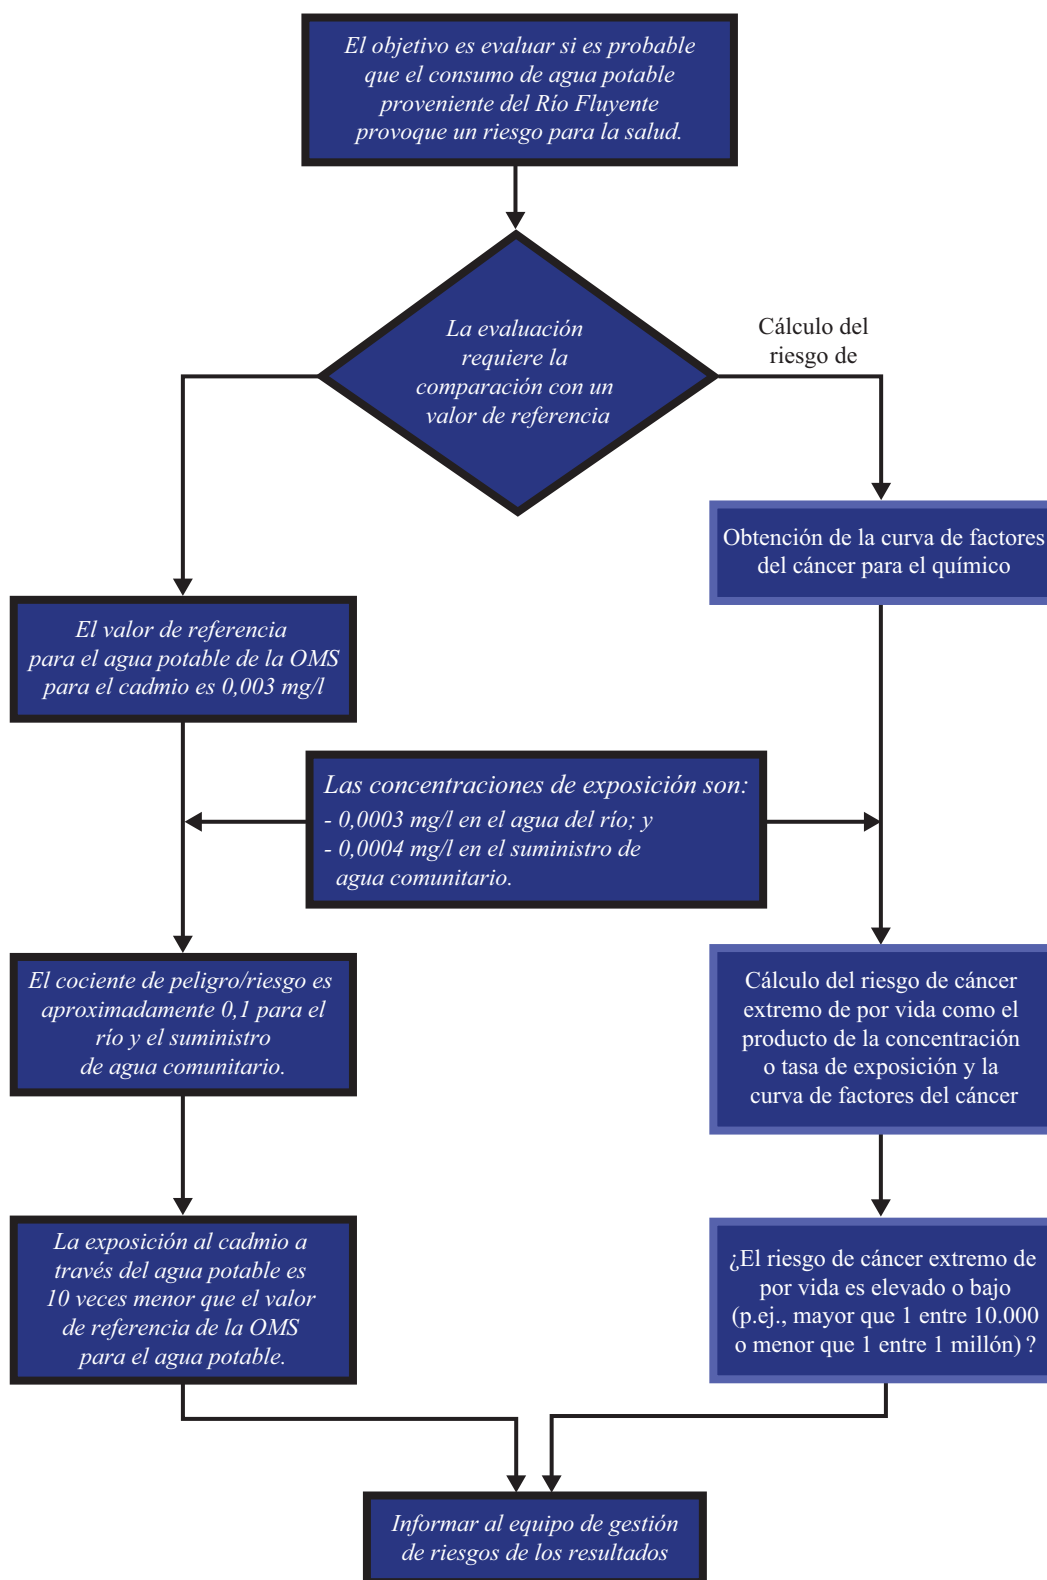 El objetivo es evaluar si es probable
que el consumo de agua potable
proveniente del Río Fluyente
provoque un riesgo para la salud.
La evaluación
requiere la
comparación con un
valor de referencia
Cálculo del
riesgo de
Obtención de la curva de factores
del cáncer para el químico
El valor de referencia
para el agua potable de la OMS
para el cadmio es 0,003 mg/l
Las concentraciones de exposición son:
- 0,0003 mg/l en el agua del río; y
- 0,0004 mg/l en el suministro de
agua comunitario.
El cociente de peligro/riesgo es
aproximadamente 0,1 para el
río y el suministro
de agua comunitario.
Cálculo del riesgo de cáncer
extremo de por vida como el
producto de la concentración
o tasa de exposición y la
curva de factores del cáncer
La exposición al cadmio a
través del agua potable es
10 veces menor que el valor
de referencia de la OMS
para el agua potable.
¿El riesgo de cáncer extremo de
por vida es elevado o bajo
(p.ej., mayor que 1 entre 10.000
o menor que 1 entre 1 millón) ?
Informar al equipo de gestión
de riesgos de los resultados